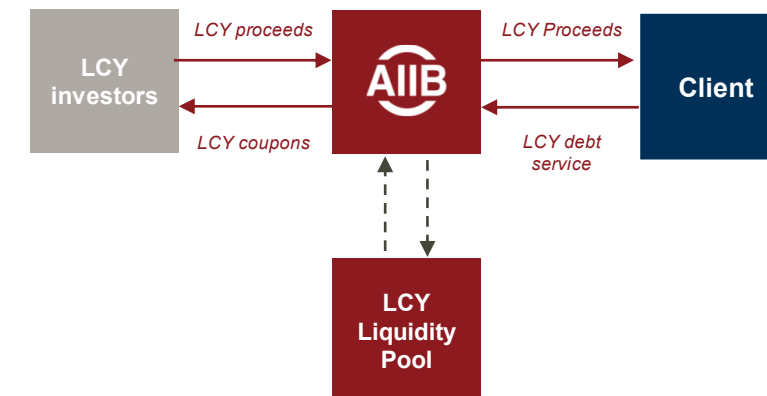 LCY proceeds
LCY Proceeds
LCY
investors
AIIB
Client
LCY coupons
LCY debt
service
LCY
Liquidity
Pool